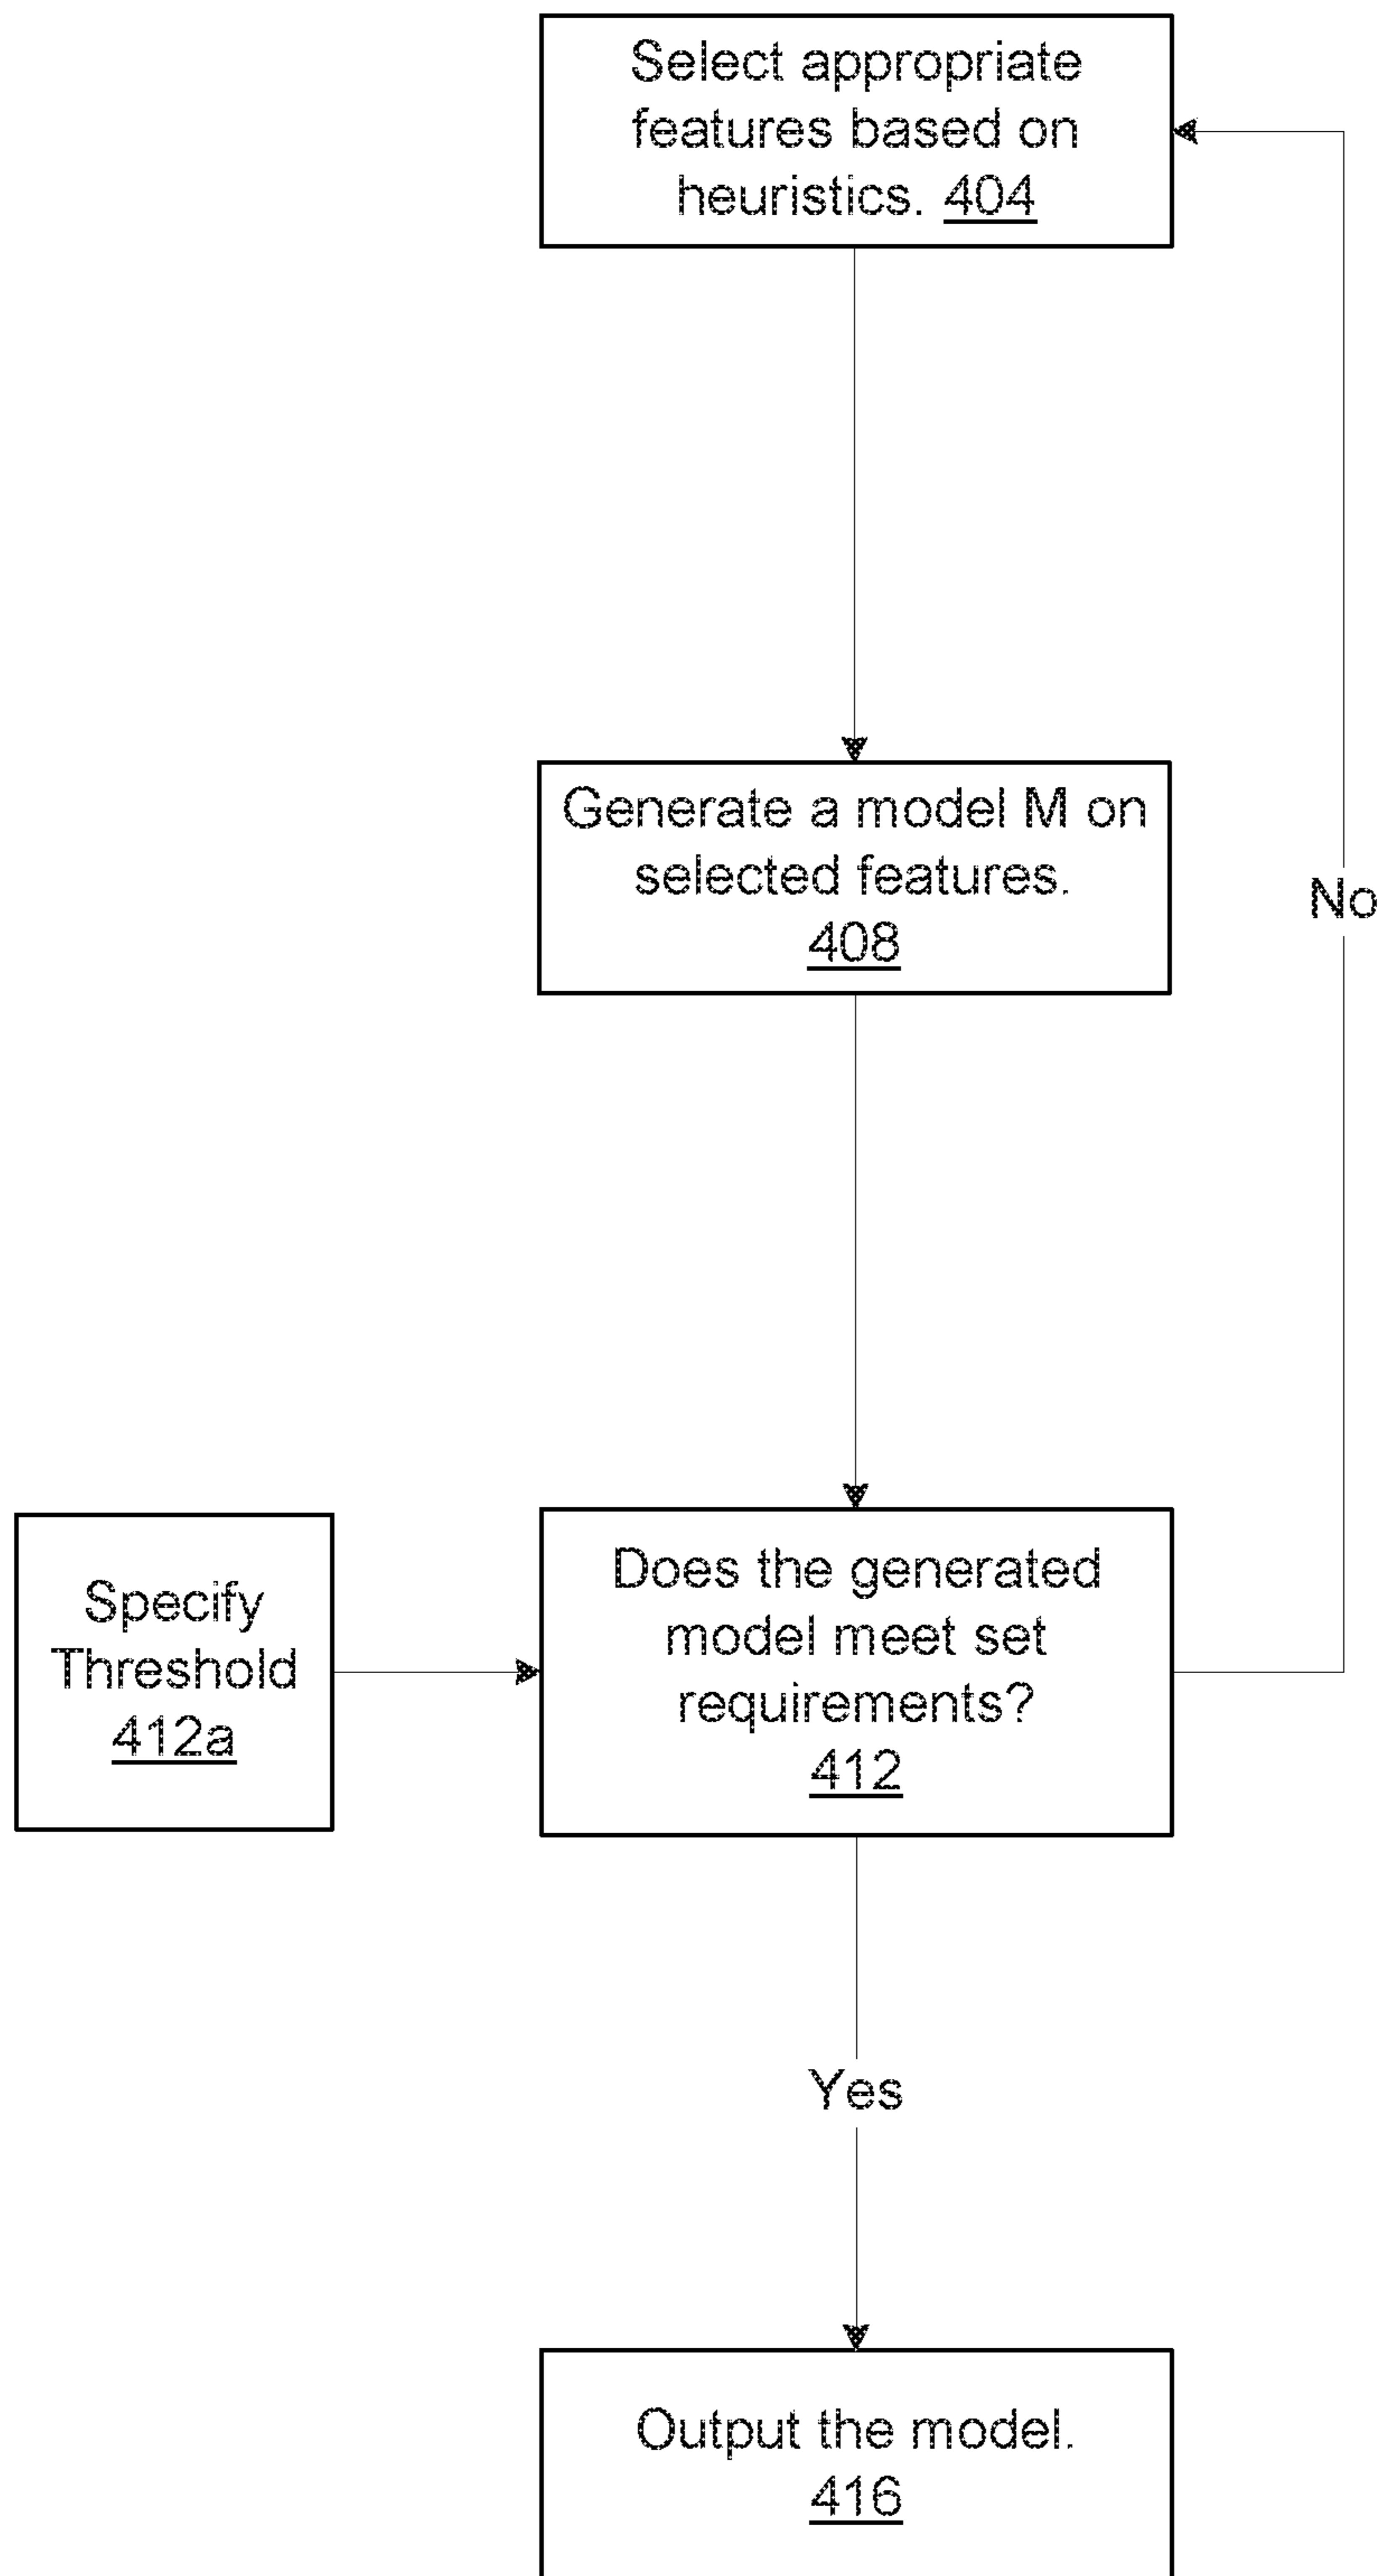 Select appropriate
features based on
heuristics. 404
Generate a model M on
selected features.
408
No
Specify
Threshold
412a
Does the generated
model meet set
requirements?
412
Yes
Output the model.
416